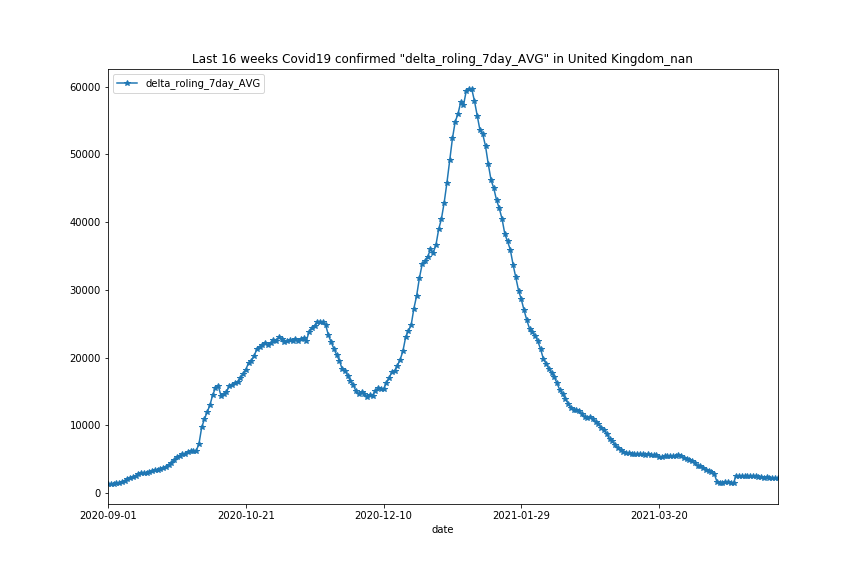 Last 16 weeks Covid19 confirmed "delta_roling_7day_AVG" in United Kingdom_nan
delta_roling_7day_AVG
60000
50000
40000
30000
20000
10000
0
2020-09-01 2020-10-21 2020-12-10 2021-01-29 2021-03-20
date